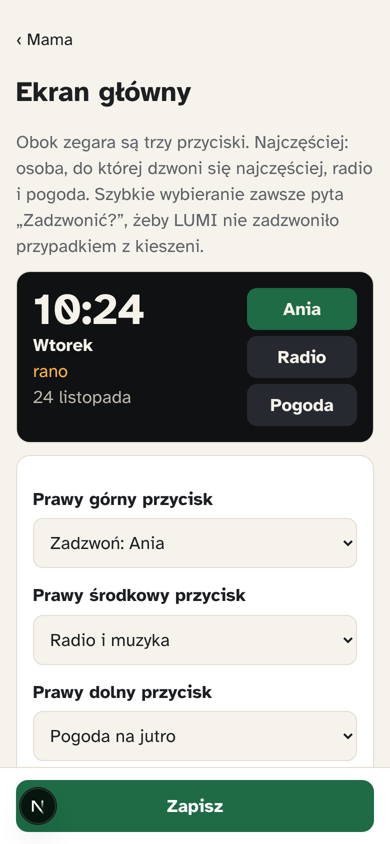 ‹ Mama
Ekran główny
Obok zegara są trzy przyciski. Najczęściej:
osoba, do której dzwoni się najczęściej, radio
i pogoda. Szybkie wybieranie zawsze pyta
„Zadzwonić?”, żeby LUMI nie zadzwoniło
przypadkiem z kieszeni.
10:24
Wtorek
rano
24 listopada
Ania
Radio
Pogoda
Prawy górny przycisk
Zadzwoń: Ania
Prawy środkowy przycisk
Radio i muzyka
Prawy dolny przycisk
Pogoda na jutro
N
Zapisz